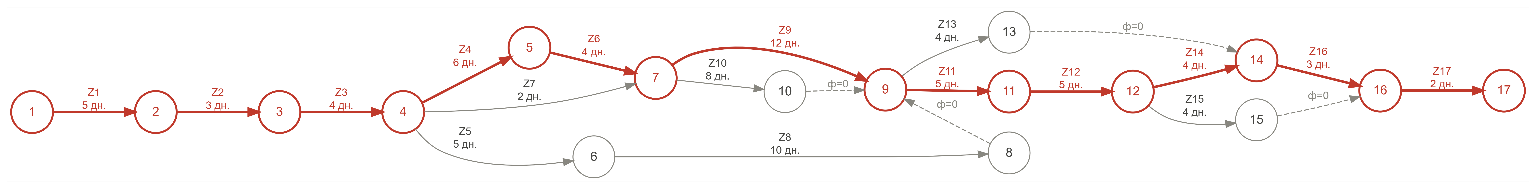 1
Z1
5 дн.
2
Z2
3 дн.
3
Z3
4 дн.
4
Z4
6 дн.
5
Z6
4 дн.
Z7
2 дн.
Z5
5 дн.
6
7
Z9
12 дн.
Z10
8 дн.
10
ф=0
Z8
10 дн.
8
ф=0
9
Z13
4 дн.
13
ф=0
Z11
5 дн.
11
Z12
5 дн.
12
Z14
4 дн.
14
Z15
4 дн.
15
ф=0
Z16
3 дн.
16
Z17
2 дн.
17